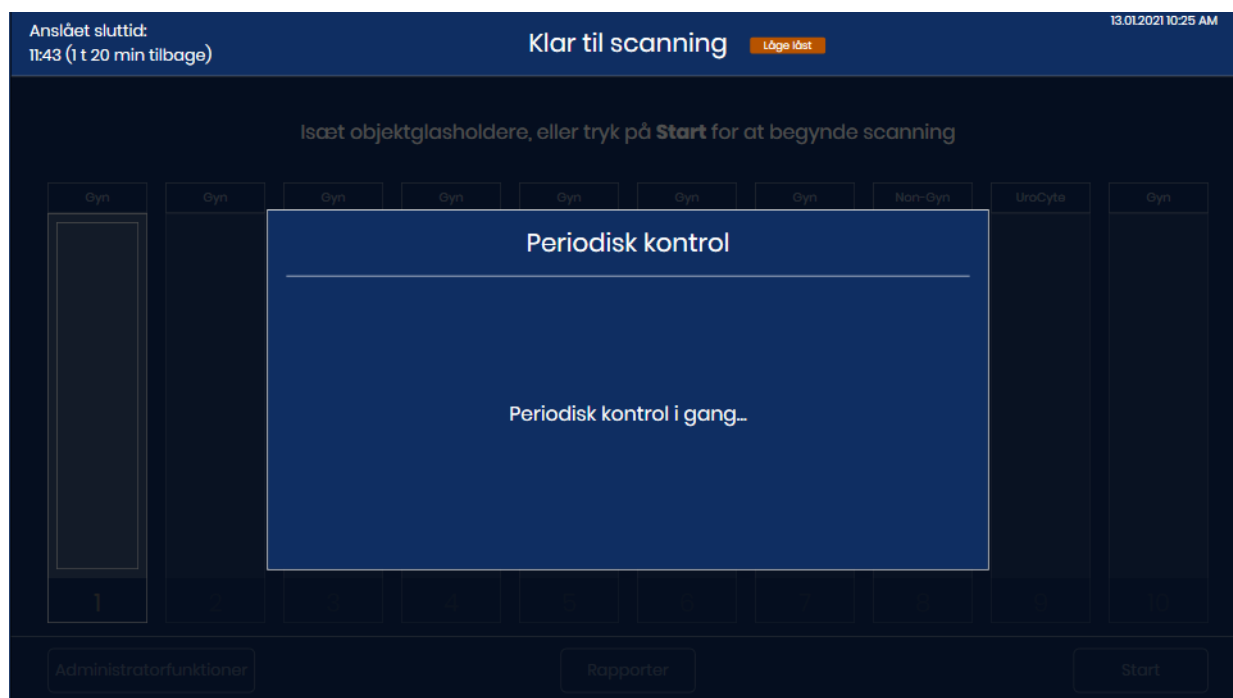 Anslået sluttid:
11:43 (1 t 20 min tilbage)
Klar til scanning
Låge låst
13.01.2021 10:25 AM
Isæt objektglasholdere, eller tryk på Start for at begynde scanning
Gyn Gyn Gyn Gyn Gyn Gyn Gyn Non-Gyn UroCyte Gyn
Periodisk kontrol
Periodisk kontrol i gang...
1 2 3 4 5 6 7 8 9 10
Administratorfunktioner
Rapporter
Start